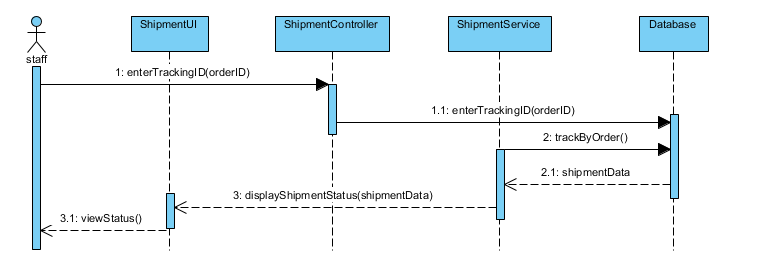 ShipmentUI
ShipmentController
ShipmentService
Database
staff
1: enterTrackingID(orderID)
1.1: enterTrackingID(orderID)
2: trackByOrder()
2.1: shipmentData
3: displayShipmentStatus(shipmentData)
3.1: viewStatus()